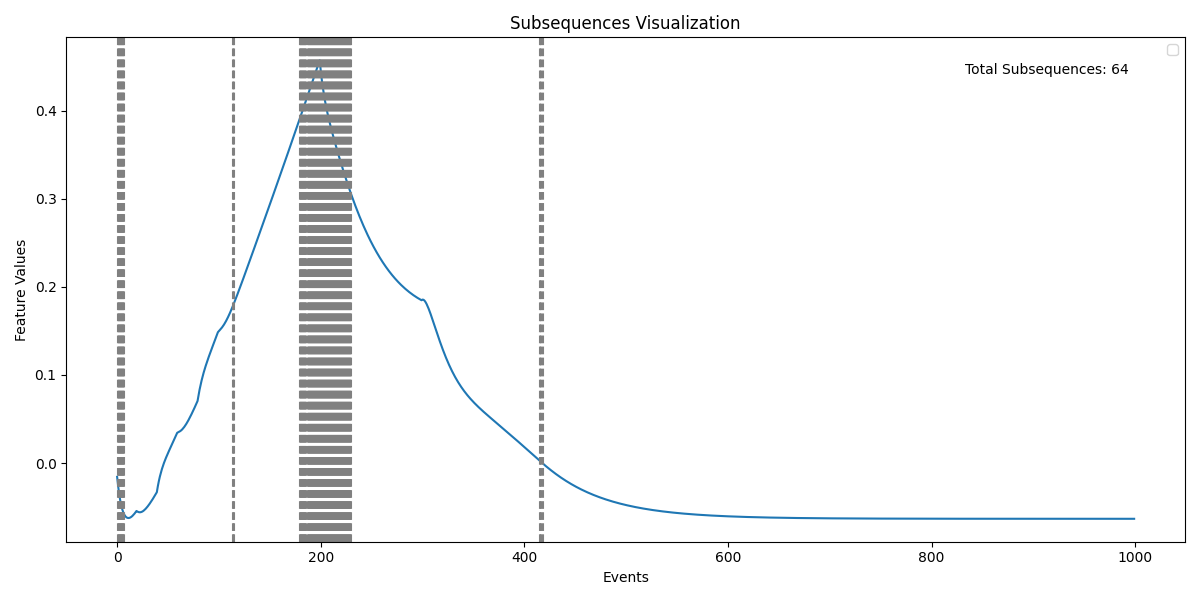 Subsequences Visualization
Total Subsequences: 64
Feature Values
0.4
0.3
0.2
0.1
0.0
0 200 400 600 800 1000
Events